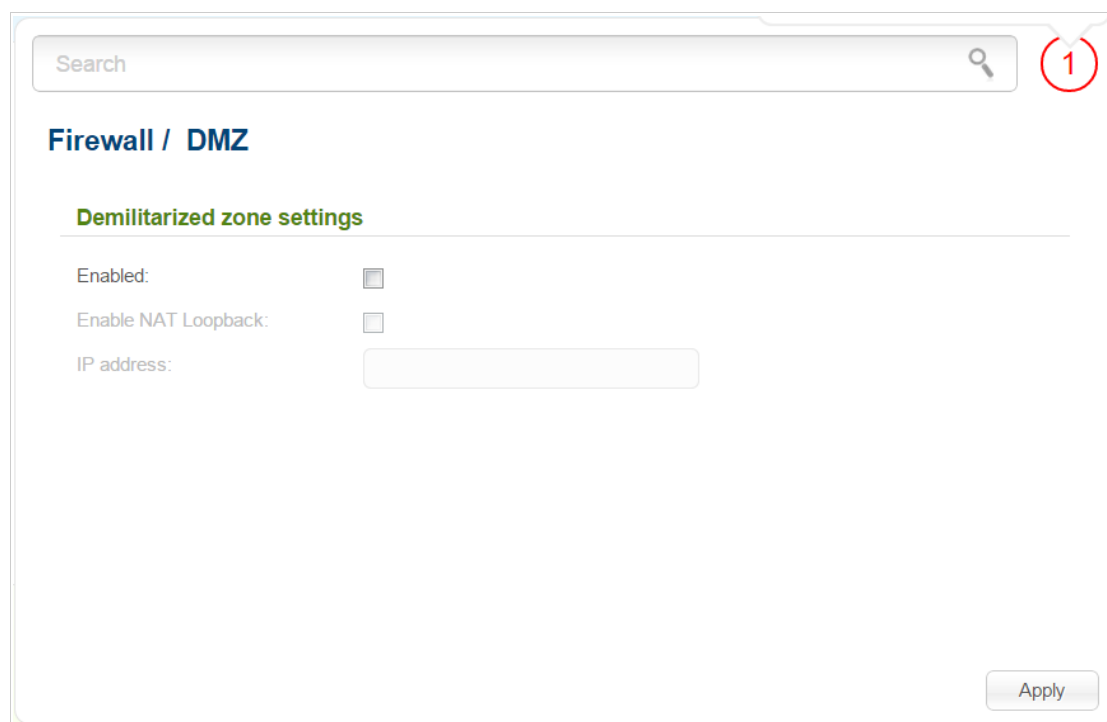 Search
1
Firewall /  DMZ
Demilitarized zone settings
Enabled:
Enable NAT Loopback:
IP address:
Apply